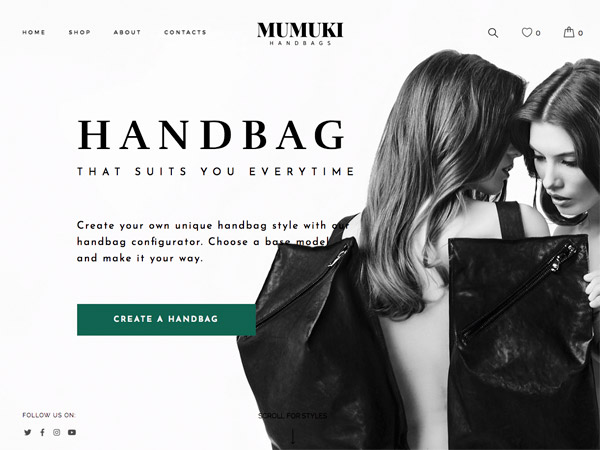 HOME SHOP ABOUT CONTACTS
MUMUKI
HANDBAGS
0 0
HANDBAG
THAT SUITS YOU EVERYTIME
Create your own unique handbag style with our
handbag configurator. Choose a base model
and make it your way.
CREATE A HANDBAG
FOLLOW US ON:
SCROLL FOR STYLES